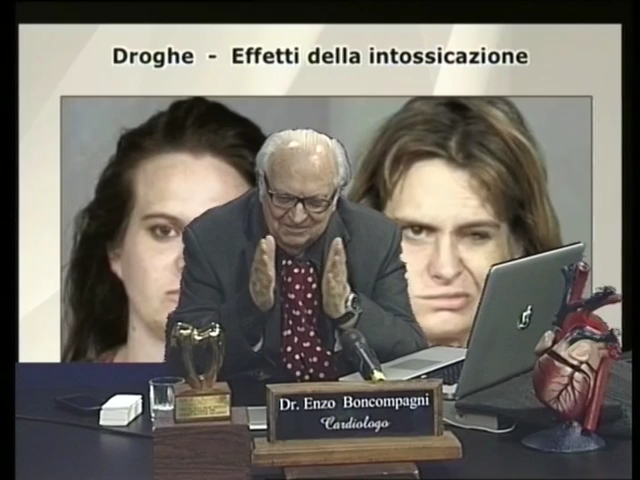 Droghe - Effetti della intossicazione
Dr. Enzo Boncompagni
Cardiologo